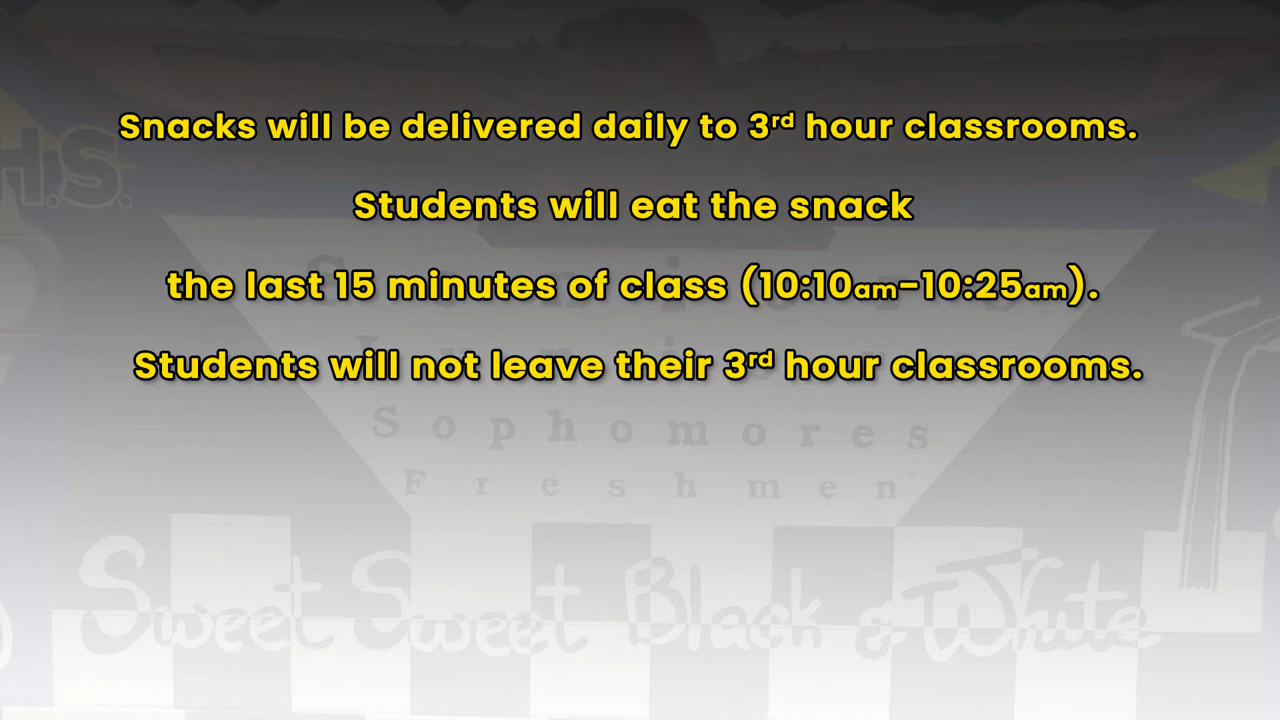 Snacks will be delivered daily to 3rd hour classrooms.
H.S.
Students will eat the snack
Seniors
the last 15 minutes of class (10:10am-10:25am).
Students will not leave their 3rd hour classrooms.
Sophomores
Freshmen
Sweet Sweet Black & White